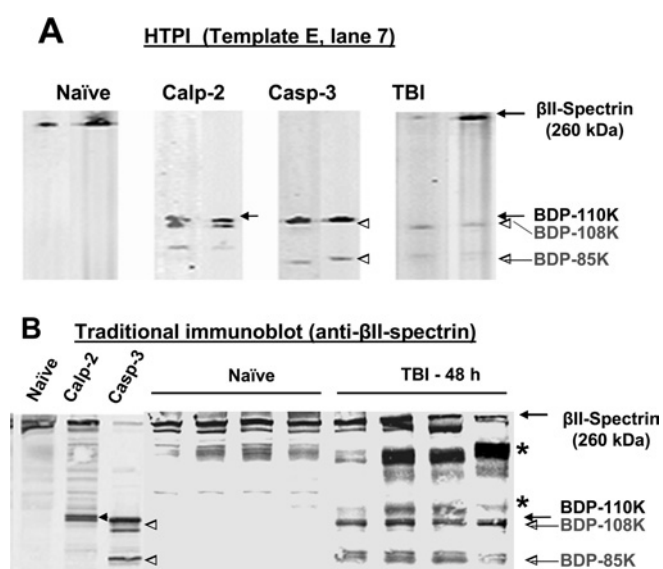 A
HTPI (Template E, lane 7)
Naïve
Calp-2
Casp-3
TBI
βII-Spectrin
(260 kDa)
BDP-110K
BDP-108K
BDP-85K
B
Traditional immunoblot (anti-βII-spectrin)
Naïve
Calp-2
Casp-3
Naïve
TBI - 48 h
βII-Spectrin
(260 kDa)
*
*
BDP-110K
BDP-108K
BDP-85K